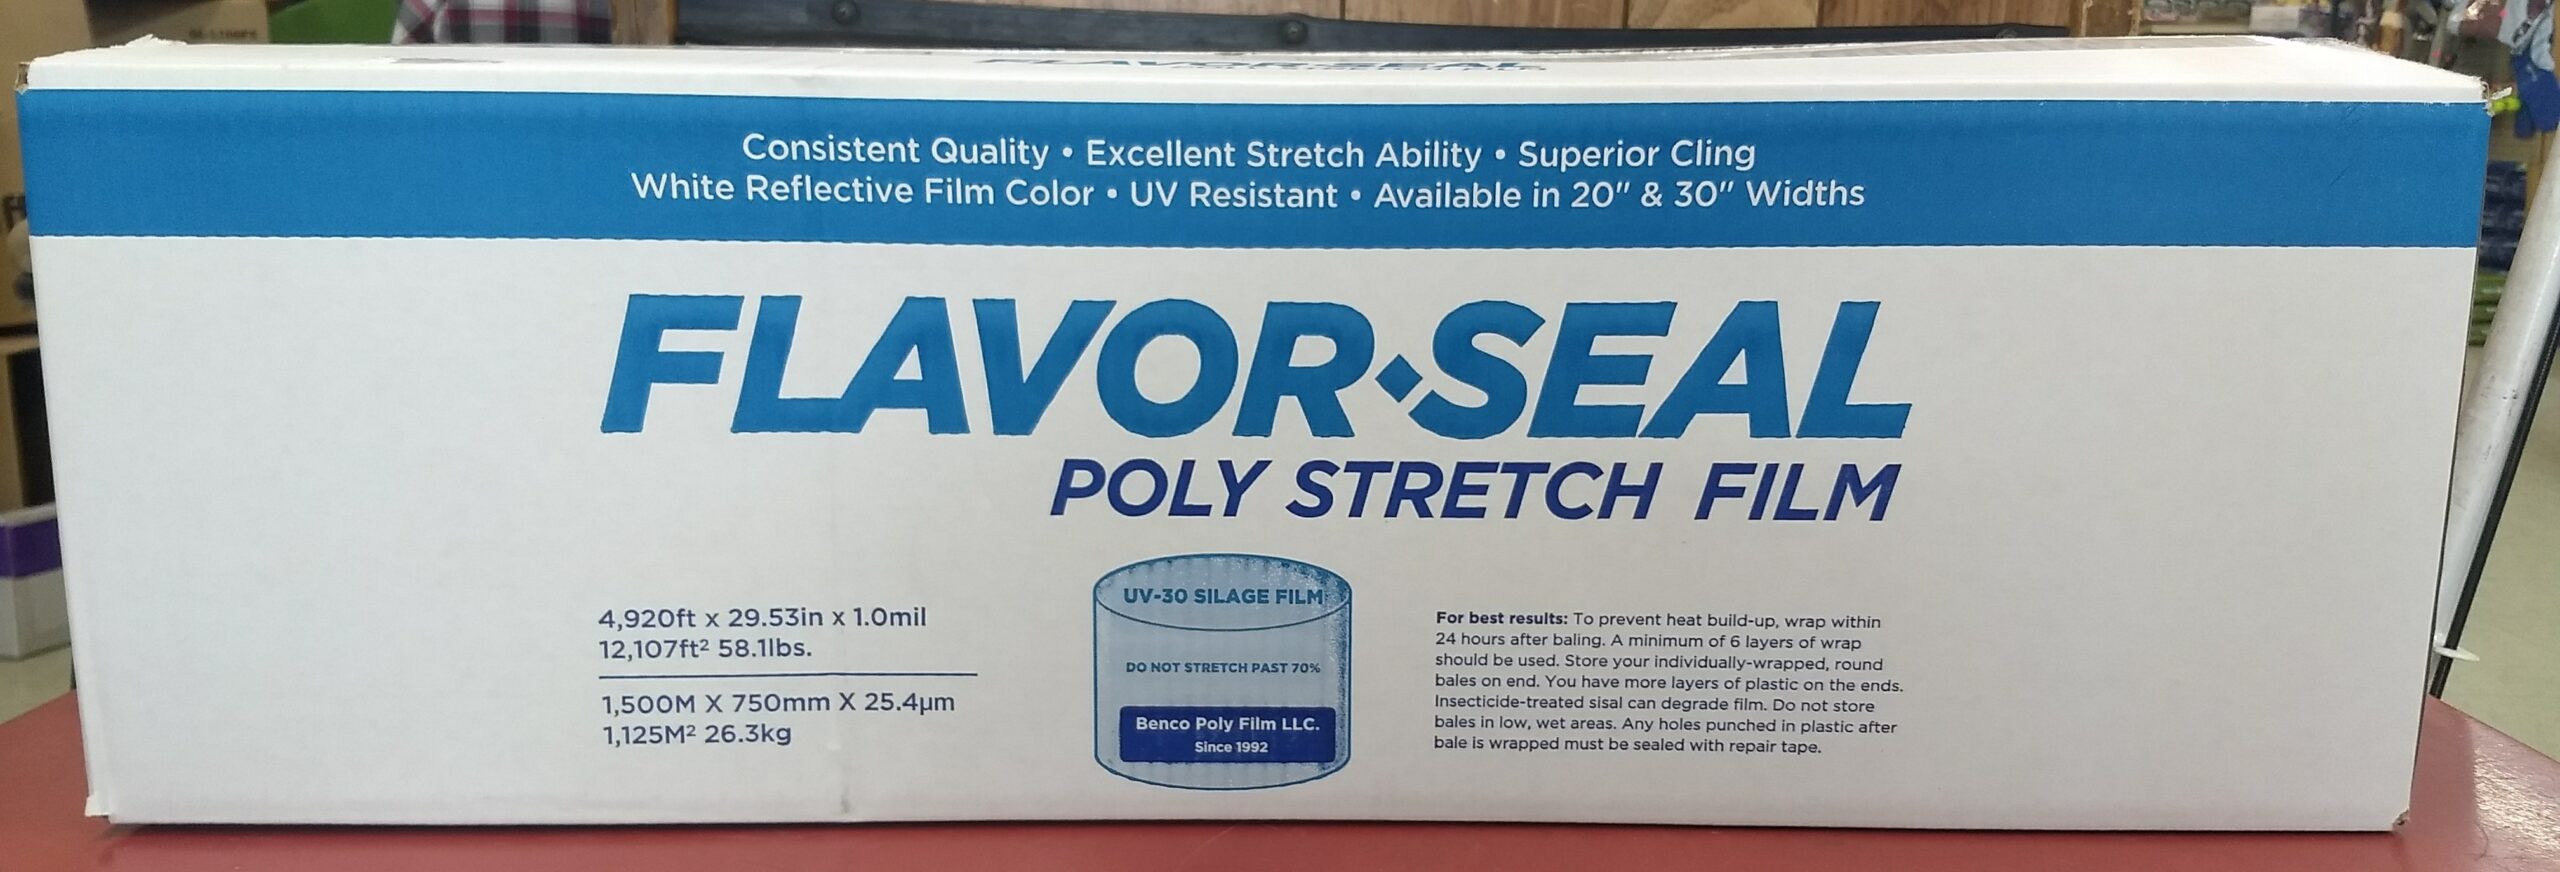 FLAVOR·SEAL
POLY STRETCH FILM
Consistent Quality • Excellent Stretch Ability • Superior Cling
White Reflective Film Color • UV Resistant • Available in 20" & 30" Widths
FLAVOR·SEAL
POLY STRETCH FILM
4,920ft x 29.53in x 1.0mil
12,107ft² 58.1lbs.
1,500M X 750mm X 25.4μm
1,125M² 26.3kg
UV-30 SILAGE FILM
DO NOT STRETCH PAST 70%
Benco Poly Film LLC.
Since 1992
For best results: To prevent heat build-up, wrap within
24 hours after baling. A minimum of 6 layers of wrap
should be used. Store your individually-wrapped, round
bales on end. You have more layers of plastic on the ends.
Insecticide-treated sisal can degrade film. Do not store
bales in low, wet areas. Any holes punched in plastic after
bale is wrapped must be sealed with repair tape.